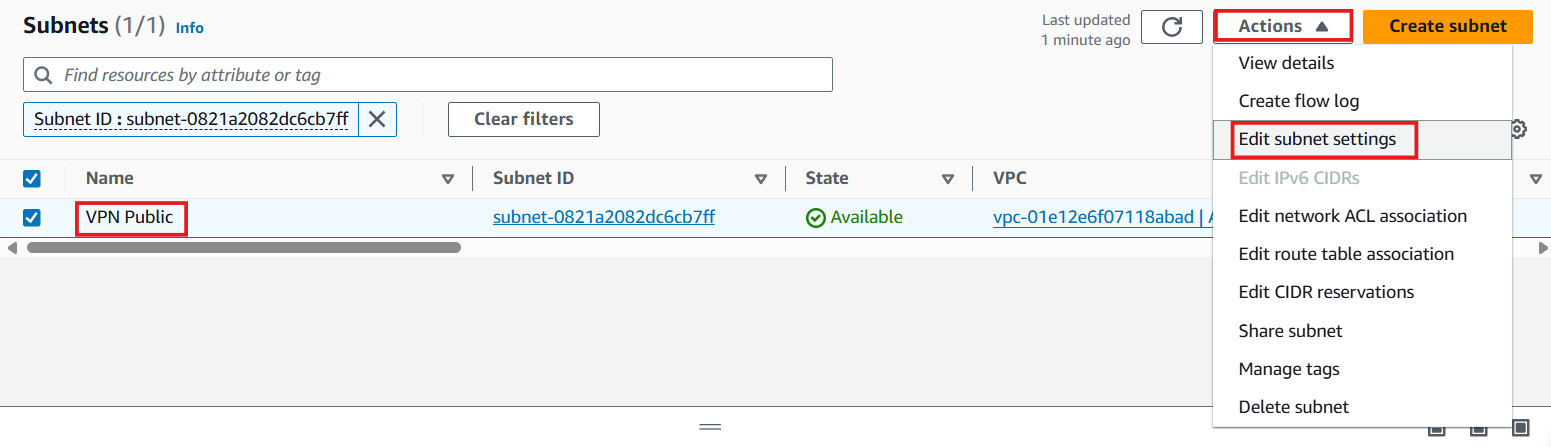 Subnets (1/1) Info
Last updated
1 minute ago
Actions
Create subnet
Find resources by attribute or tag
Subnet ID : subnet-0821a2082dc6cb7ff
Clear filters
View details
Create flow log
Edit subnet settings
Edit IPv6 CIDRs
Edit network ACL association
Edit route table association
Edit CIDR reservations
Share subnet
Manage tags
Delete subnet
Name Subnet ID State VPC
VPN Public subnet-0821a2082dc6cb7ff Available vpc-01e12e6f07118abad | A